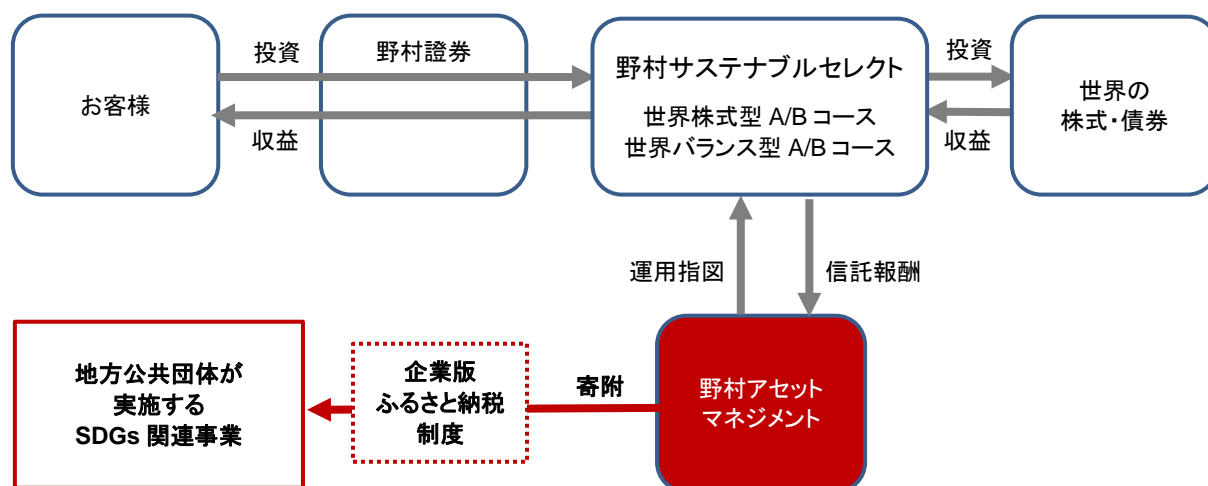 お客様
投資
収益
野村證券
野村サステナブルセレクト
世界株式型 A/B コース
世界バランス型 A/B コース
投資
収益
世界の
株式・債券
運用指図
信託報酬
地方公共団体が
実施する
SDGs 関連事業
企業版
ふるさと納税
制度
寄附
野村アセット
マネジメント